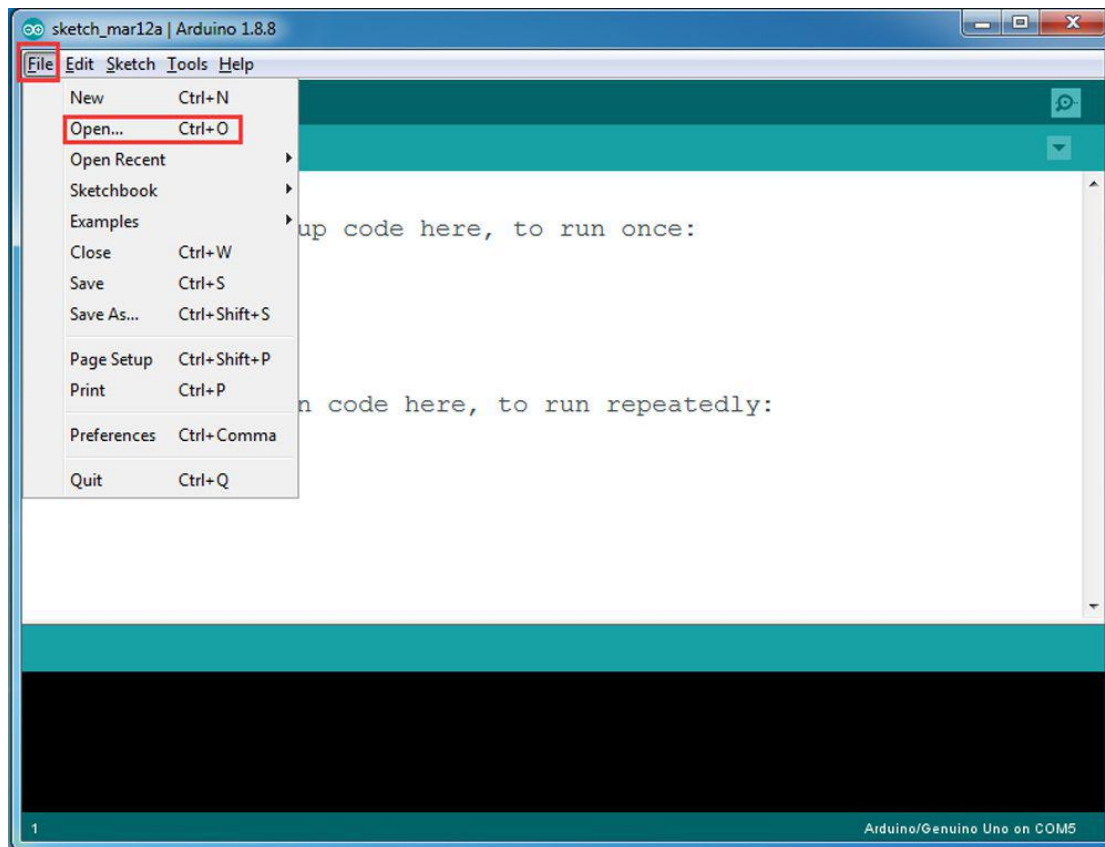 sketch_mar12a | Arduino 1.8.8
File Edit Sketch Tools Help
New Ctrl+N
Open... Ctrl+O
Open Recent
Sketchbook
Examples
Close Ctrl+W
Save Ctrl+S
Save As... Ctrl+Shift+S
Page Setup Ctrl+Shift+P
Print Ctrl+P
Preferences Ctrl+Comma
Quit Ctrl+Q
up code here, to run once:
n code here, to run repeatedly:
1 Arduino/Genuino Uno on COM5